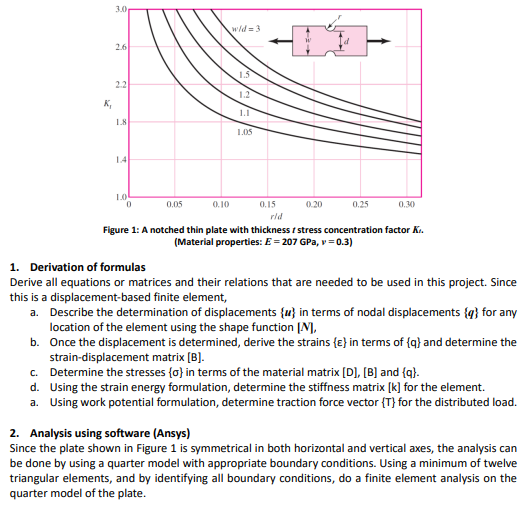 3.0
r
w/d = 3
w
d
2.6
1.5
2.2
1.2
K_t
1.1
1.8
1.05
1.4
1.0
0 0.05 0.10 0.15 0.20 0.25 0.30
r/d
Figure 1: A notched thin plate with thickness t stress concentration factor Kt.
(Material properties: E = 207 GPa, ν = 0.3)
1. Derivation of formulas
Derive all equations or matrices and their relations that are needed to be used in this project. Since
this is a displacement-based finite element,
a. Describe the determination of displacements {u} in terms of nodal displacements {q} for any
location of the element using the shape function [N],
b. Once the displacement is determined, derive the strains {ε} in terms of {q} and determine the
strain-displacement matrix [B].
c. Determine the stresses {σ} in terms of the material matrix [D], [B] and {q}.
d. Using the strain energy formulation, determine the stiffness matrix [k] for the element.
a. Using work potential formulation, determine traction force vector {T} for the distributed load.
2. Analysis using software (Ansys)
Since the plate shown in Figure 1 is symmetrical in both horizontal and vertical axes, the analysis can
be done by using a quarter model with appropriate boundary conditions. Using a minimum of twelve
triangular elements, and by identifying all boundary conditions, do a finite element analysis on the
quarter model of the plate.